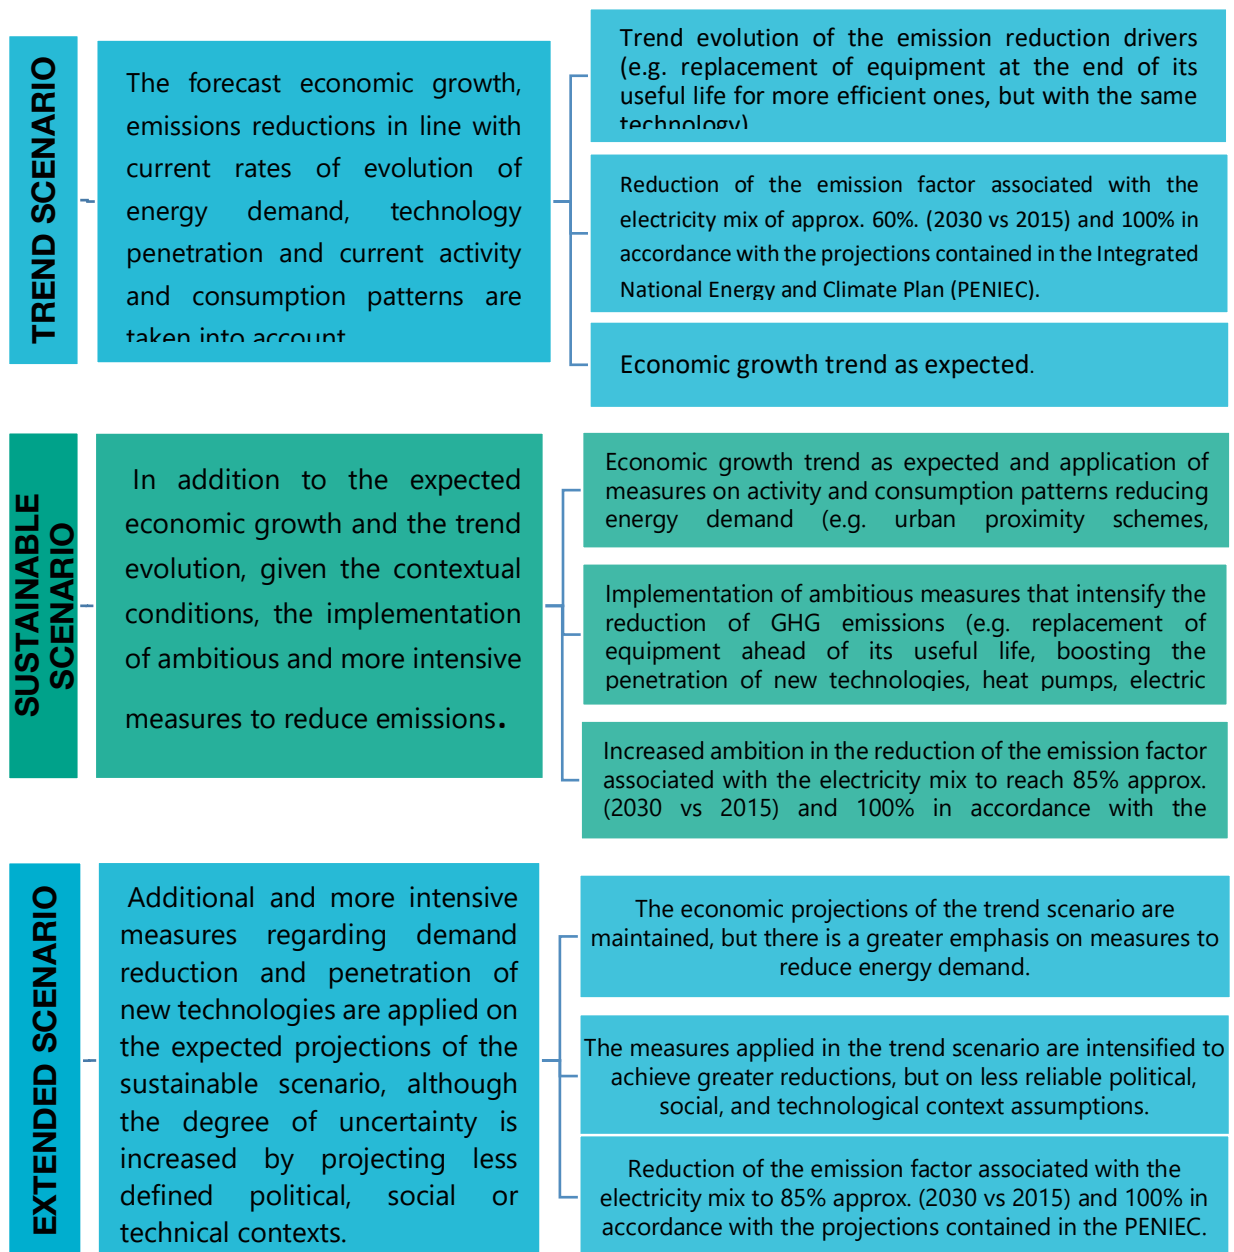 TREND SCENARIO
The forecast economic growth,
emissions reductions in line with
current rates of evolution of
energy demand, technology
penetration and current activity
and consumption patterns are
taken into account
Trend evolution of the emission reduction drivers
(e.g. replacement of equipment at the end of its
useful life for more efficient ones, but with the same
technology)
Reduction of the emission factor associated with the
electricity mix of approx. 60%. (2030 vs 2015) and 100% in
accordance with the projections contained in the Integrated
National Energy and Climate Plan (PENIEC).
Economic growth trend as expected.
SUSTAINABLE
SCENARIO
In addition to the expected
economic growth and the trend
evolution, given the contextual
conditions, the implementation
of ambitious and more intensive
measures to reduce emissions.
Economic growth trend as expected and application of
measures on activity and consumption patterns reducing
energy demand (e.g. urban proximity schemes,
Implementation of ambitious measures that intensify the
reduction of GHG emissions (e.g. replacement of
equipment ahead of its useful life, boosting the
penetration of new technologies, heat pumps, electric
Increased ambition in the reduction of the emission factor
associated with the electricity mix to reach 85% approx.
(2030 vs 2015) and 100% in accordance with the
EXTENDED SCENARIO
Additional and more intensive
measures regarding demand
reduction and penetration of
new technologies are applied on
the expected projections of the
sustainable scenario, although
the degree of uncertainty is
increased by projecting less
defined political, social or
technical contexts.
The economic projections of the trend scenario are
maintained, but there is a greater emphasis on measures to
reduce energy demand.
The measures applied in the trend scenario are intensified to
achieve greater reductions, but on less reliable political,
social, and technological context assumptions.
Reduction of the emission factor associated with the
electricity mix to 85% approx. (2030 vs 2015) and 100% in
accordance with the projections contained in the PENIEC.